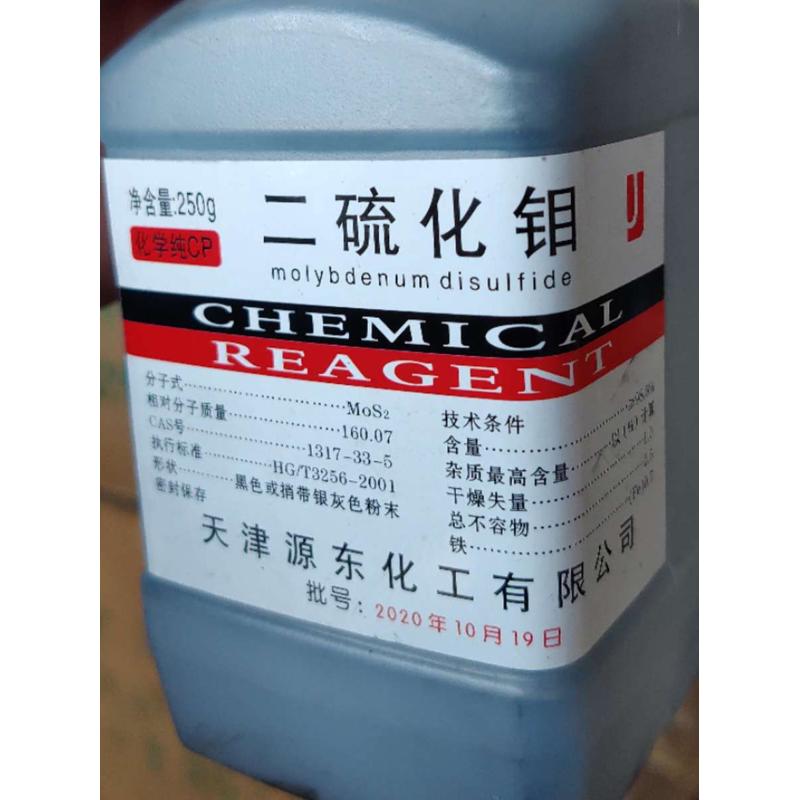 净含量:250g
化学纯CP
二硫化钼
molybdenum disulfide
CHEMICAL
REAGENT
分子式 MoS₂
相对分子质量 160.07
CAS号 1317-33-5
执行标准 HG/T3256-2001
形状 黑色或捎带银灰色粉末
密封保存
技术条件
含量
杂质最高含量
干燥失量
总不容物
铁
天津源东化工有限公司
批号:2020年10月19日